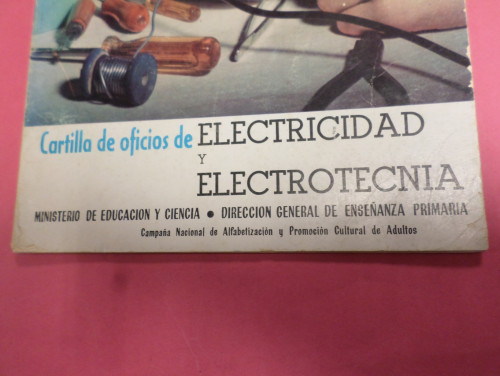 Cartilla de oficios de ELECTRICIDAD
Y
ELECTROTECNIA
MINISTERIO DE EDUCACION Y CIENCIA • DIRECCION GENERAL DE ENSEÑANZA PRIMARIA
Campaña Nacional de Alfabetización y Promoción Cultural de Adultos